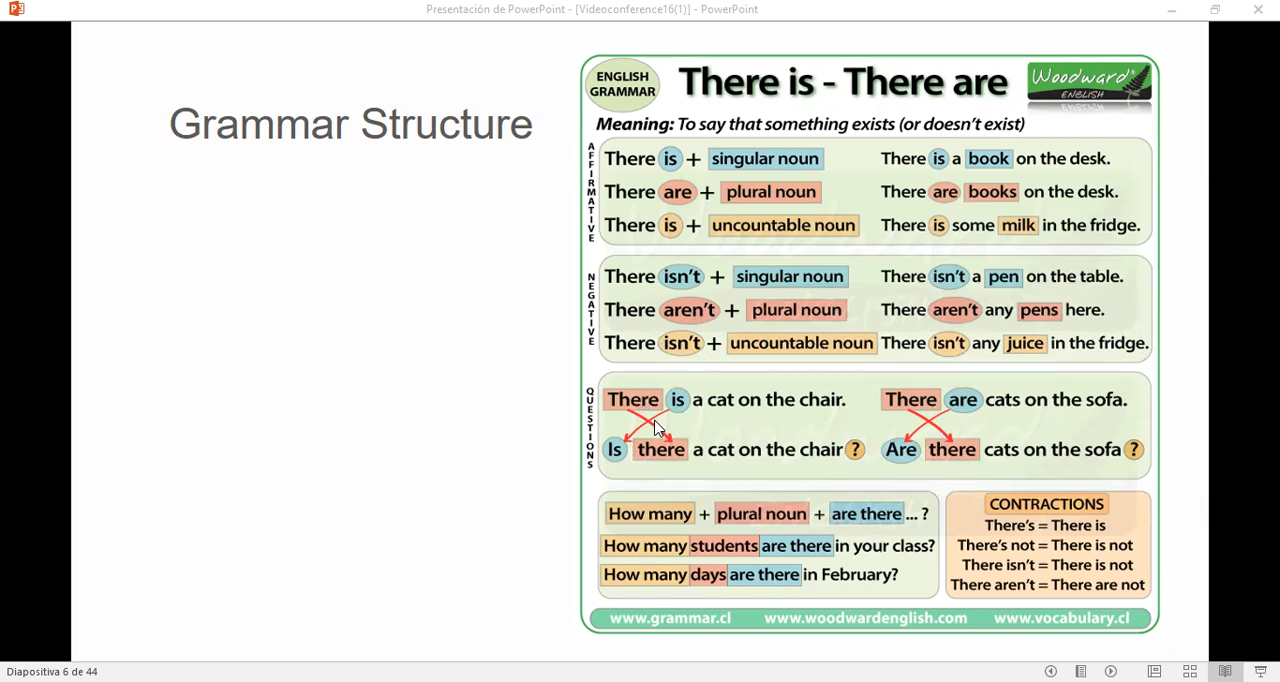 Presentación de PowerPoint - [Videoconference16(1)] - PowerPoint
Grammar Structure
ENGLISH
GRAMMAR
There is - There are
Woodward
ENGLISH
Meaning: To say that something exists (or doesn't exist)
AFFIRMATIVE
There is + singular noun There is a book on the desk.
There are + plural noun There are books on the desk.
There is + uncountable noun There is some milk in the fridge.
NEGATIVE
There isn't + singular noun There isn't a pen on the table.
There aren't + plural noun There aren't any pens here.
There isn't + uncountable noun There isn't any juice in the fridge.
QUESTIONS
There is a cat on the chair. There are cats on the sofa.
Is there a cat on the chair? Are there cats on the sofa?
How many + plural noun + are there ... ?
How many students are there in your class?
How many days are there in February?
CONTRACTIONS
There's = There is
There's not = There is not
There isn't = There is not
There aren't = There are not
www.grammar.cl www.woodwardenglish.com www.vocabulary.cl
Diapositiva 6 de 44